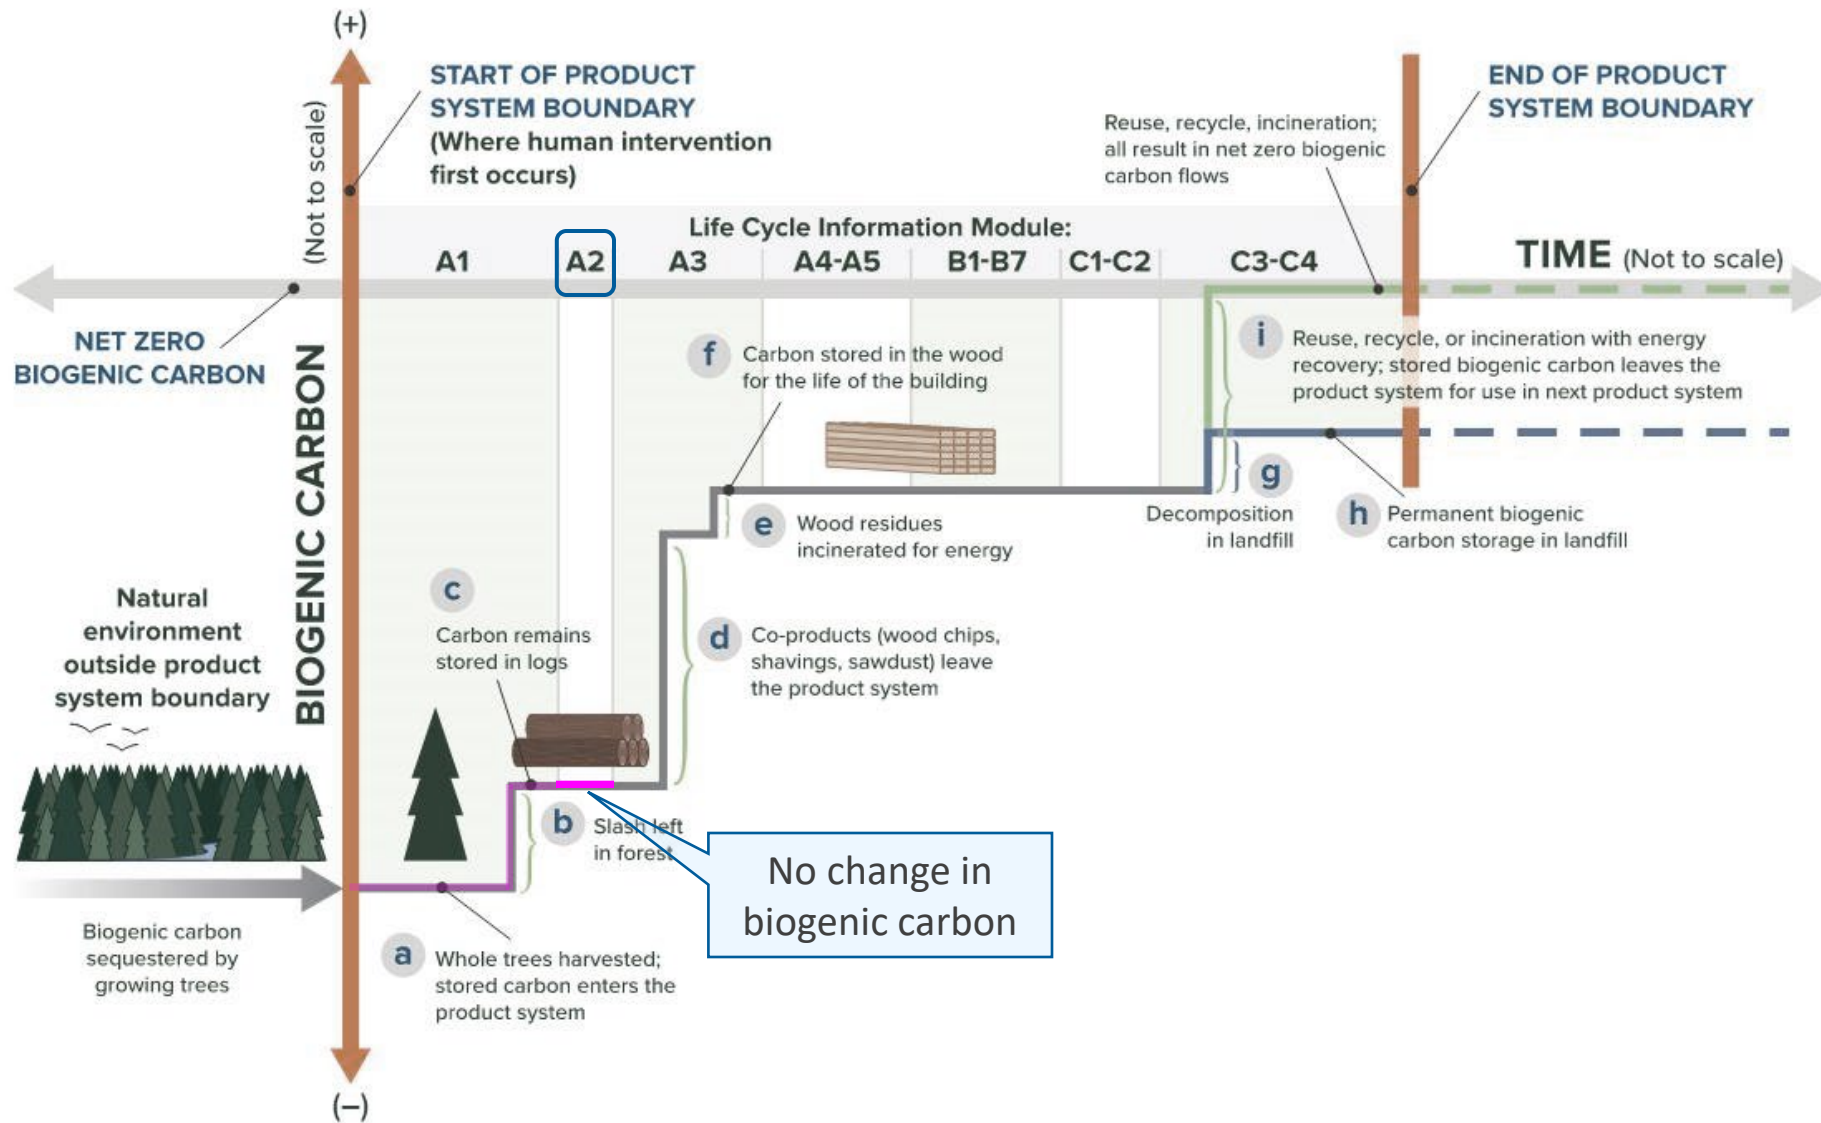 (+)
START OF PRODUCT
SYSTEM BOUNDARY
(Where human intervention
first occurs)
(Not to scale)
Reuse, recycle, incineration;
all result in net zero biogenic
carbon flows
END OF PRODUCT
SYSTEM BOUNDARY
Life Cycle Information Module:
A1
A2
A3
A4-A5
B1-B7
C1-C2
C3-C4
TIME (Not to scale)
NET ZERO
BIOGENIC CARBON
BIOGENIC CARBON
f
Carbon stored in the wood
for the life of the building
i
Reuse, recycle, or incineration with energy
recovery; stored biogenic carbon leaves the
product system for use in next product system
g
Decomposition
in landfill
h
Permanent biogenic
carbon storage in landfill
e
Wood residues
incinerated for energy
Natural
environment
outside product
system boundary
c
Carbon remains
stored in logs
d
Co-products (wood chips,
shavings, sawdust) leave
the product system
b
Slash left
in forest
No change in
biogenic carbon
Biogenic carbon
sequestered by
growing trees
a
Whole trees harvested;
stored carbon enters the
product system
(−)